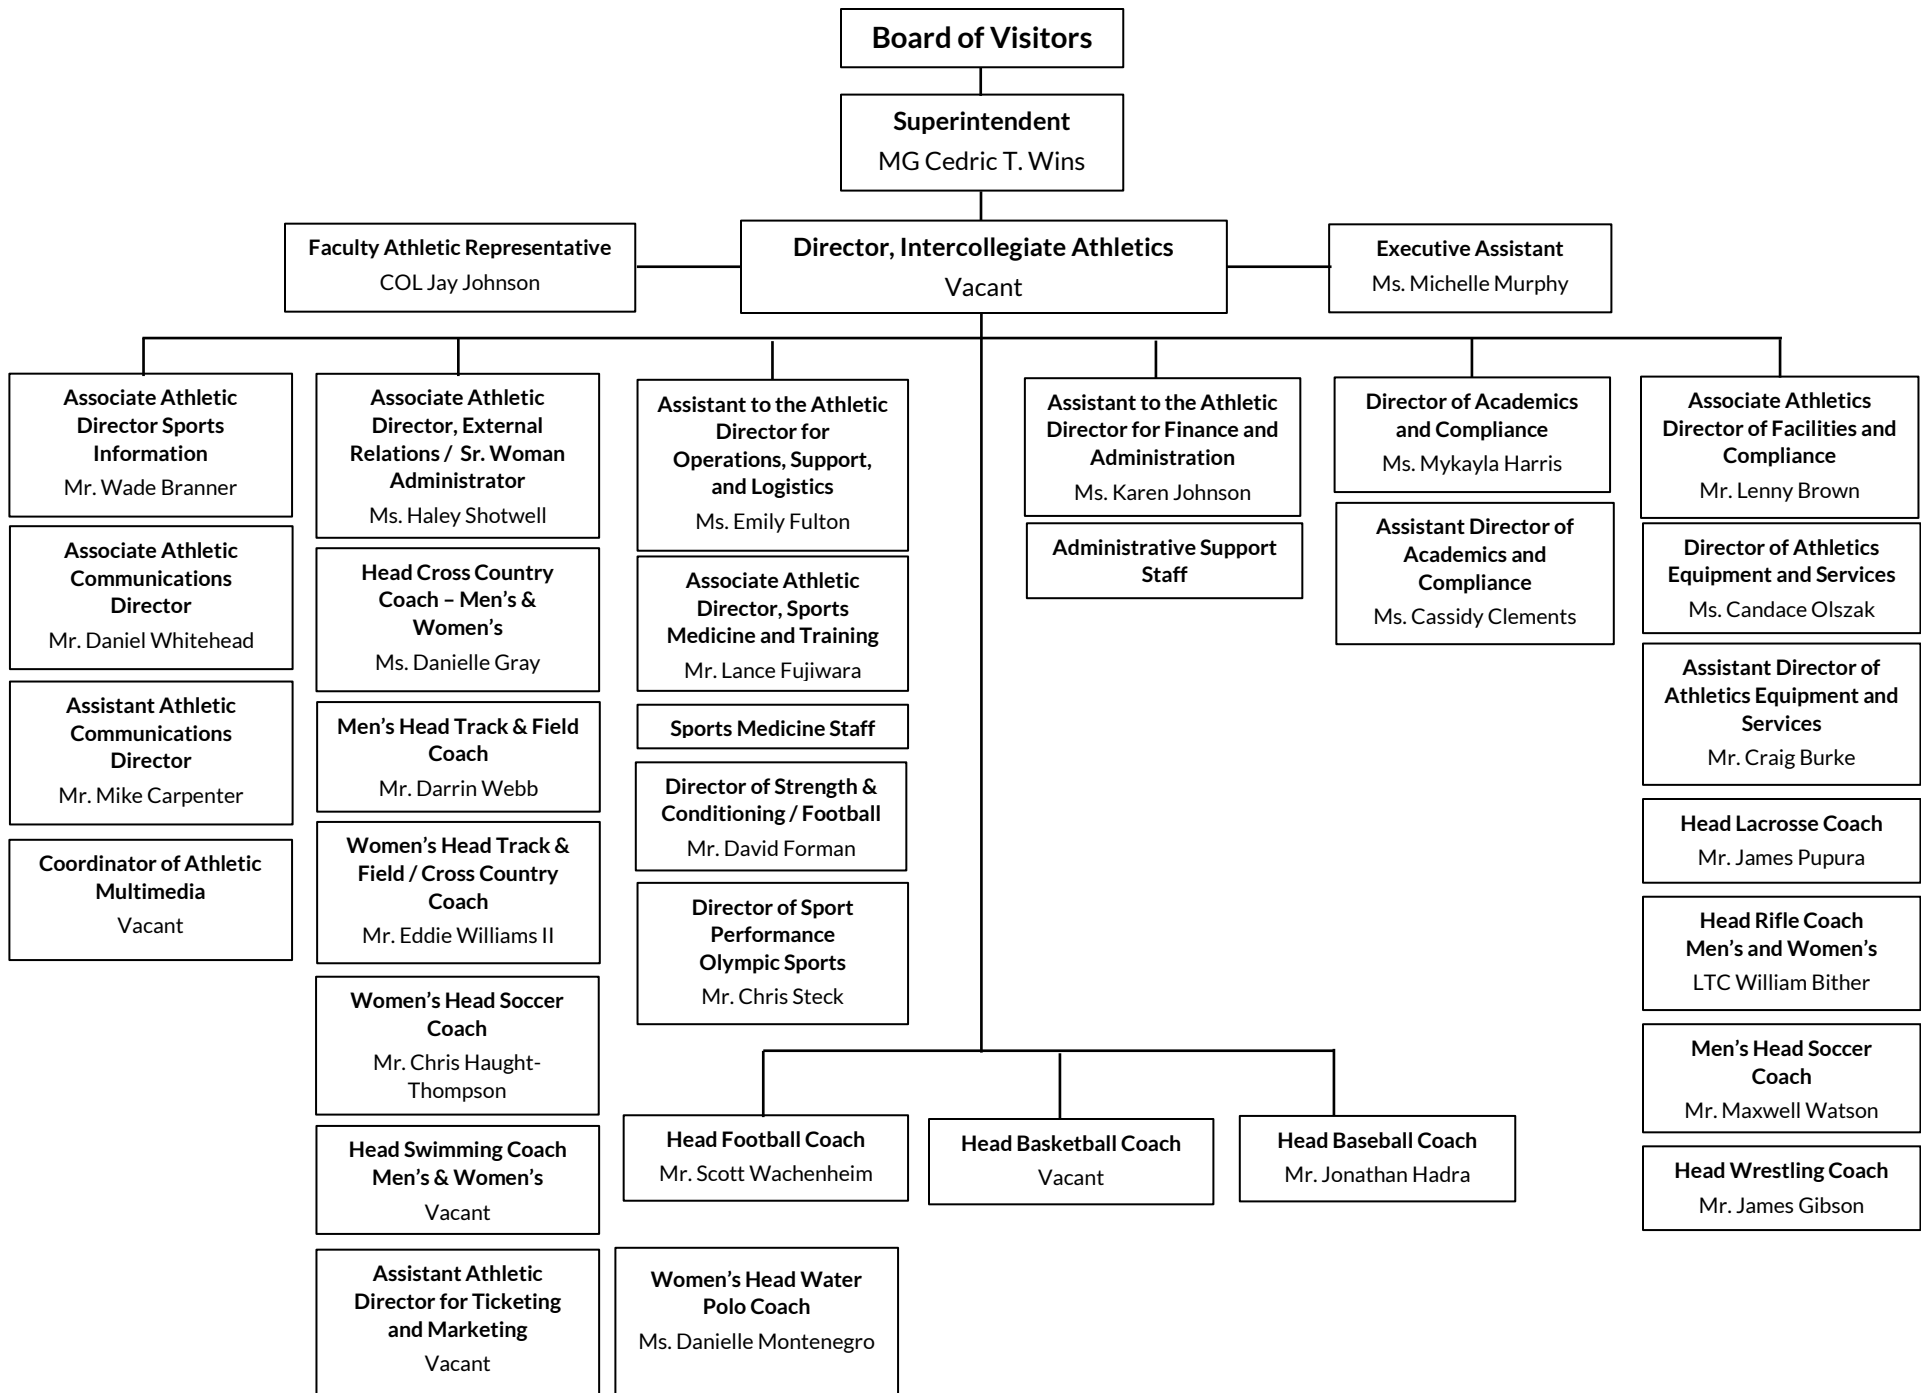 Board of Visitors
Superintendent
MG Cedric T. Wins
Faculty Athletic Representative
COL Jay Johnson
Director, Intercollegiate Athletics
Vacant
Executive Assistant
Ms. Michelle Murphy
Associate Athletic
Director Sports
Information
Mr. Wade Branner
Associate Athletic
Communications
Director
Mr. Daniel Whitehead
Assistant Athletic
Communications
Director
Mr. Mike Carpenter
Coordinator of Athletic
Multimedia
Vacant
Associate Athletic
Director, External
Relations / Sr. Woman
Administrator
Ms. Haley Shotwell
Head Cross Country
Coach – Men’s &
Women’s
Ms. Danielle Gray
Men’s Head Track & Field
Coach
Mr. Darrin Webb
Women’s Head Track &
Field / Cross Country
Coach
Mr. Eddie Williams II
Women’s Head Soccer
Coach
Mr. Chris Haught-
Thompson
Head Swimming Coach
Men’s & Women’s
Vacant
Assistant Athletic
Director for Ticketing
and Marketing
Vacant
Assistant to the Athletic
Director for
Operations, Support,
and Logistics
Ms. Emily Fulton
Associate Athletic
Director, Sports
Medicine and Training
Mr. Lance Fujiwara
Sports Medicine Staff
Director of Strength &
Conditioning / Football
Mr. David Forman
Director of Sport
Performance
Olympic Sports
Mr. Chris Steck
Head Football Coach
Mr. Scott Wachenheim
Women’s Head Water
Polo Coach
Ms. Danielle Montenegro
Head Basketball Coach
Vacant
Head Baseball Coach
Mr. Jonathan Hadra
Assistant to the Athletic
Director for Finance and
Administration
Ms. Karen Johnson
Administrative Support
Staff
Director of Academics
and Compliance
Ms. Mykayla Harris
Assistant Director of
Academics and
Compliance
Ms. Cassidy Clements
Associate Athletics
Director of Facilities and
Compliance
Mr. Lenny Brown
Director of Athletics
Equipment and Services
Ms. Candace Olszak
Assistant Director of
Athletics Equipment and
Services
Mr. Craig Burke
Head Lacrosse Coach
Mr. James Pupura
Head Rifle Coach
Men’s and Women’s
LTC William Bither
Men’s Head Soccer
Coach
Mr. Maxwell Watson
Head Wrestling Coach
Mr. James Gibson